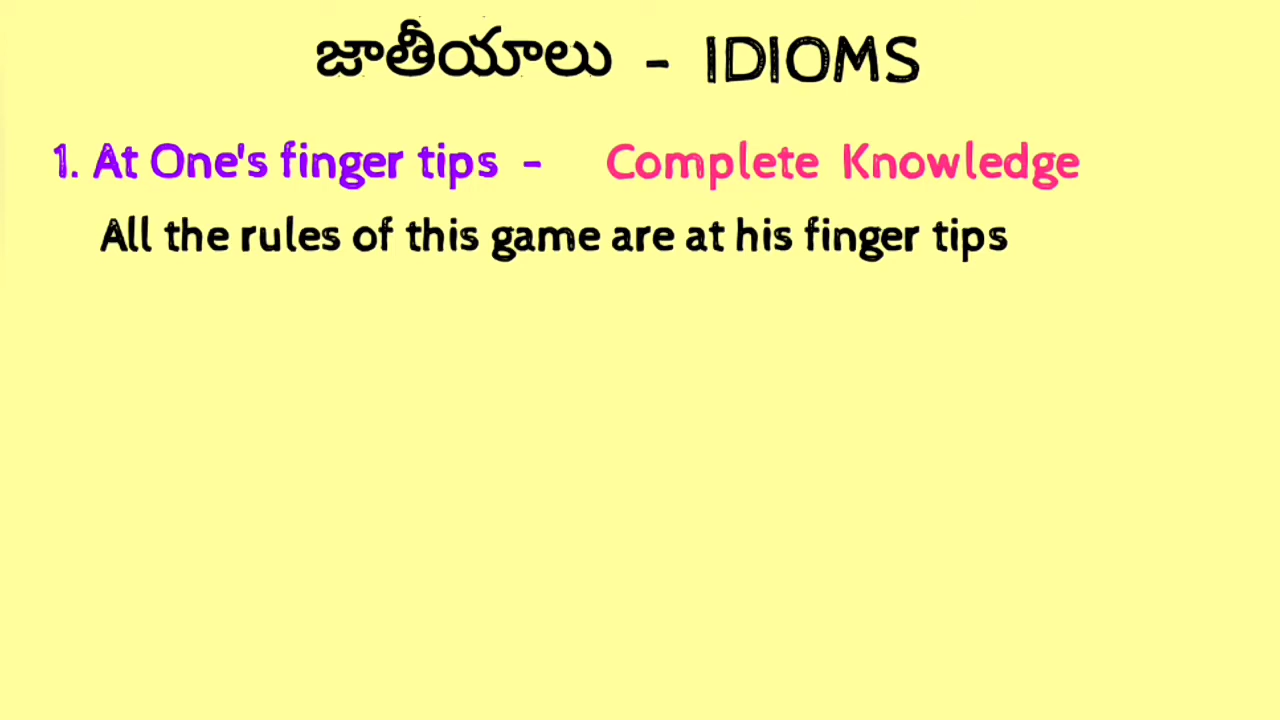 జాతీయాలు - IDIOMS
1. At One's finger tips - Complete Knowledge
All the rules of this game are at his finger tips